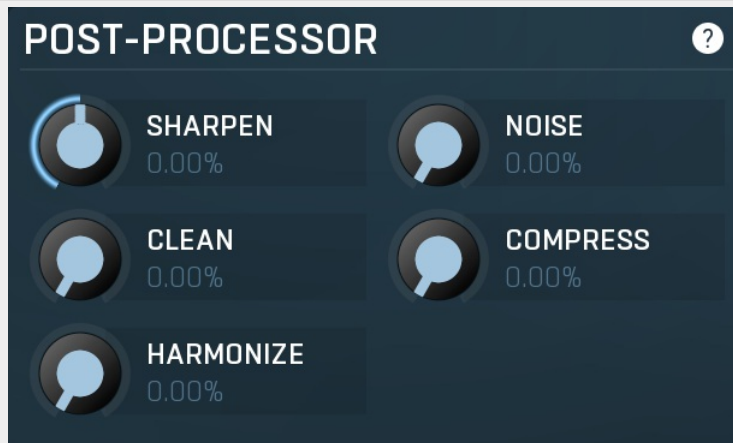 POST-PROCESSOR
?
SHARPEN
0.00%
NOISE
0.00%
CLEAN
0.00%
COMPRESS
0.00%
HARMONIZE
0.00%